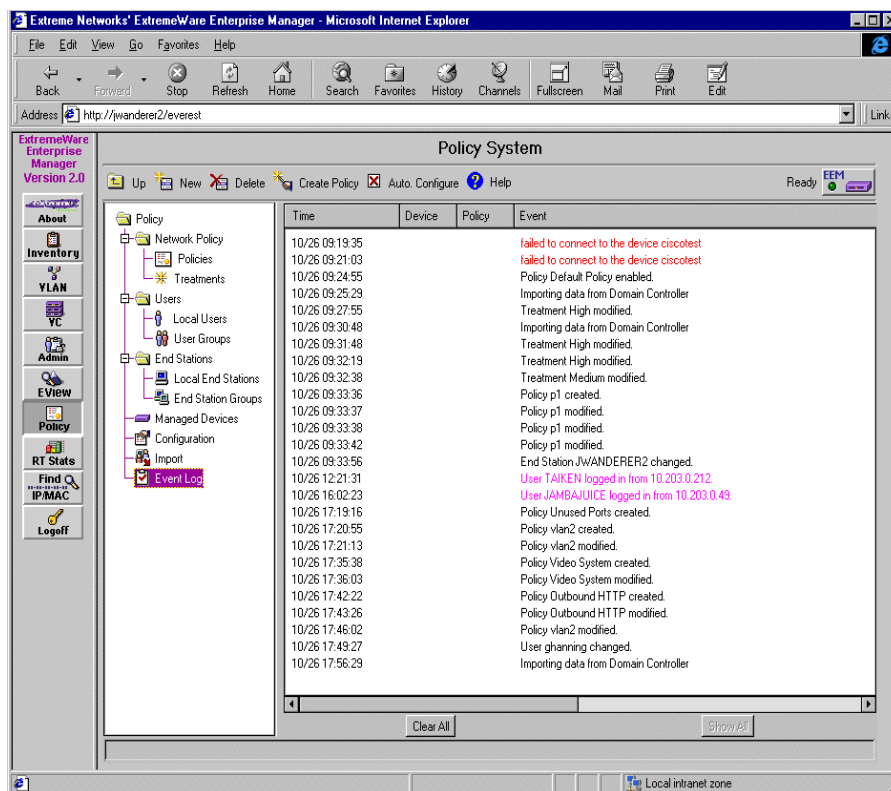 Extreme Networks' ExtremeWare Enterprise Manager - Microsoft Internet Explorer
File Edit View Go Favorites Help
Back Forward Stop Refresh Home Search Favorites History Channels Fullscreen Mail Print Edit
Address http://jwanderer2/everest Link
ExtremeWare
Enterprise
Manager
Version 2.0
About
Inventory
VLAN
VC
Admin
EView
Policy
RT Stats
Find
IP/MAC
Logoff
Policy System
Up New Delete Create Policy Auto. Configure Help Ready EEM
Policy
Network Policy
Policies
Treatments
Users
Local Users
User Groups
End Stations
Local End Stations
End Station Groups
Managed Devices
Configuration
Import
Event Log
Time Device Policy Event
10/26 09:19:35 failed to connect to the device ciscotest
10/26 09:21:03 failed to connect to the device ciscotest
10/26 09:24:55 Policy Default Policy enabled.
10/26 09:25:29 Importing data from Domain Controller
10/26 09:27:55 Treatment High modified.
10/26 09:30:48 Importing data from Domain Controller
10/26 09:31:48 Treatment High modified.
10/26 09:32:19 Treatment High modified.
10/26 09:32:38 Treatment Medium modified.
10/26 09:33:36 Policy p1 created.
10/26 09:33:37 Policy p1 modified.
10/26 09:33:38 Policy p1 modified.
10/26 09:33:42 Policy p1 modified.
10/26 09:33:56 End Station JWANDERER2 changed.
10/26 12:21:31 User TAIKEN logged in from 10.203.0.212.
10/26 16:02:23 User JAMBAJUICE logged in from 10.203.0.49.
10/26 17:19:16 Policy Unused Ports created.
10/26 17:20:55 Policy vlan2 created.
10/26 17:21:13 Policy vlan2 modified.
10/26 17:35:38 Policy Video System created.
10/26 17:36:03 Policy Video System modified.
10/26 17:42:22 Policy Outbound HTTP created.
10/26 17:43:26 Policy Outbound HTTP modified.
10/26 17:46:02 Policy vlan2 modified.
10/26 17:49:27 User ghanning changed.
10/26 17:56:29 Importing data from Domain Controller
Clear All Show All
Local intranet zone